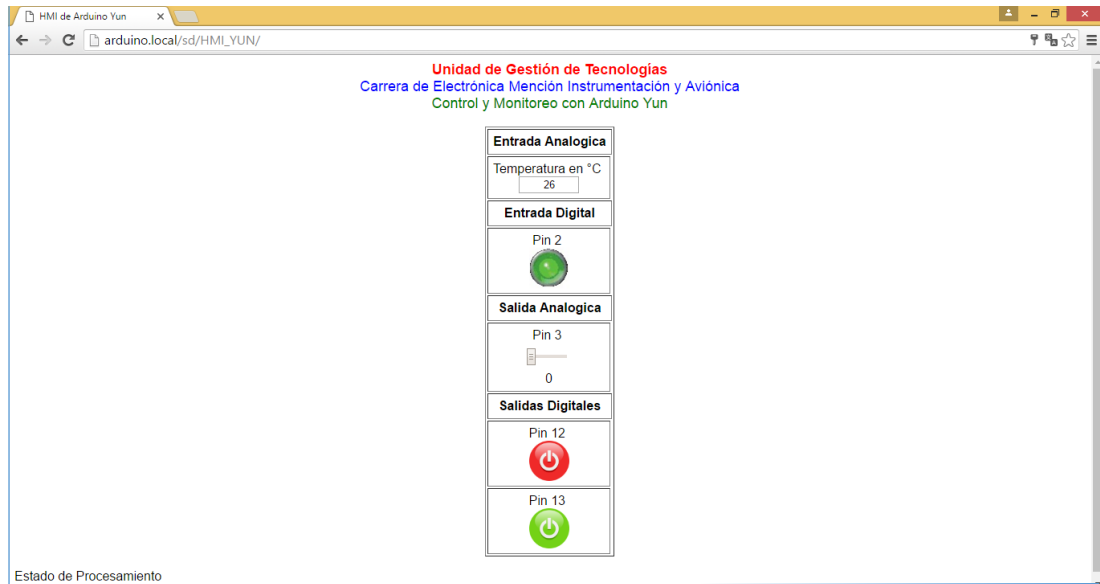 HMI de Arduino Yun
arduino.local/sd/HMI_YUN/
Unidad de Gestión de Tecnologías
Carrera de Electrónica Mención Instrumentación y Aviónica
Control y Monitoreo con Arduino Yun
Entrada Analogica
Temperatura en °C
26
Entrada Digital
Pin 2
Salida Analogica
Pin 3
0
Salidas Digitales
Pin 12
Pin 13
Estado de Procesamiento